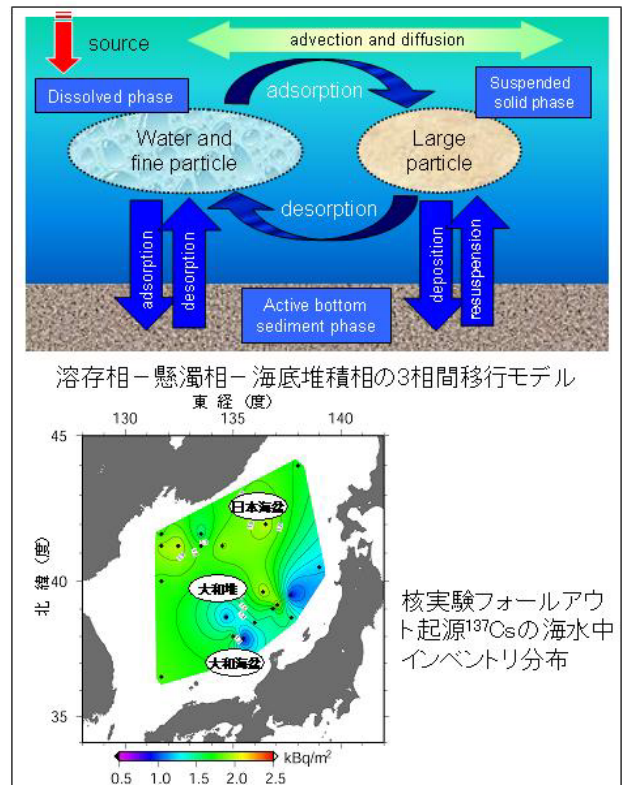 source
advection and diffusion
Dissolved phase
adsorption
Suspended
solid phase
Water and
fine particle
Large
particle
desorption
adsorption
desorption
deposition
resuspension
Active bottom
sediment phase
溶存相－懸濁相－海底堆積相の3相間移行モデル
東 経 (度)
130 135 140
45
40
35
北 緯 (度)
日本海盆
大和堆
大和海盆
核実験フォールアウ
ト起源¹³⁷Csの海水中
インベントリ分布
0.5 1.0 1.5 2.0 2.5 kBq/m²